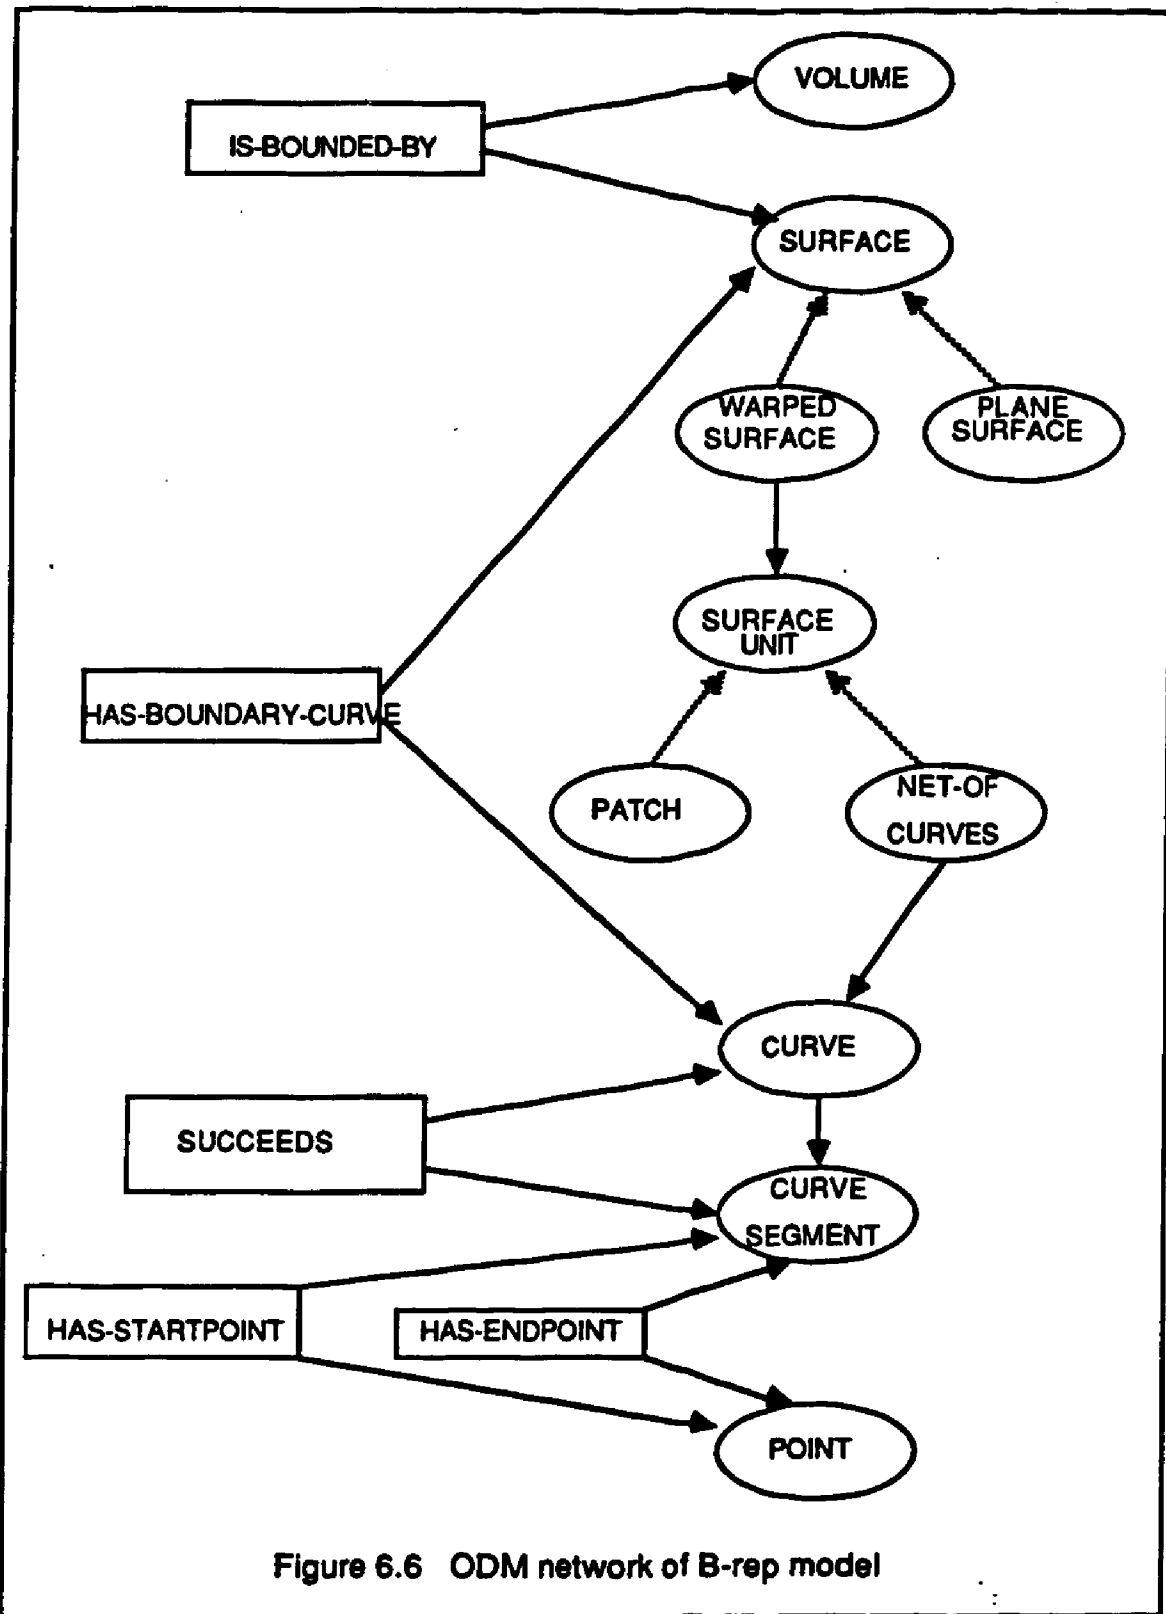 VOLUME
IS-BOUNDED-BY
SURFACE
WARPED
SURFACE
PLANE
SURFACE
SURFACE
UNIT
HAS-BOUNDARY-CURVE
PATCH
NET-OF
CURVES
CURVE
SUCCEEDS
CURVE
SEGMENT
HAS-STARTPOINT
HAS-ENDPOINT
POINT
Figure 6.6 ODM network of B-rep model